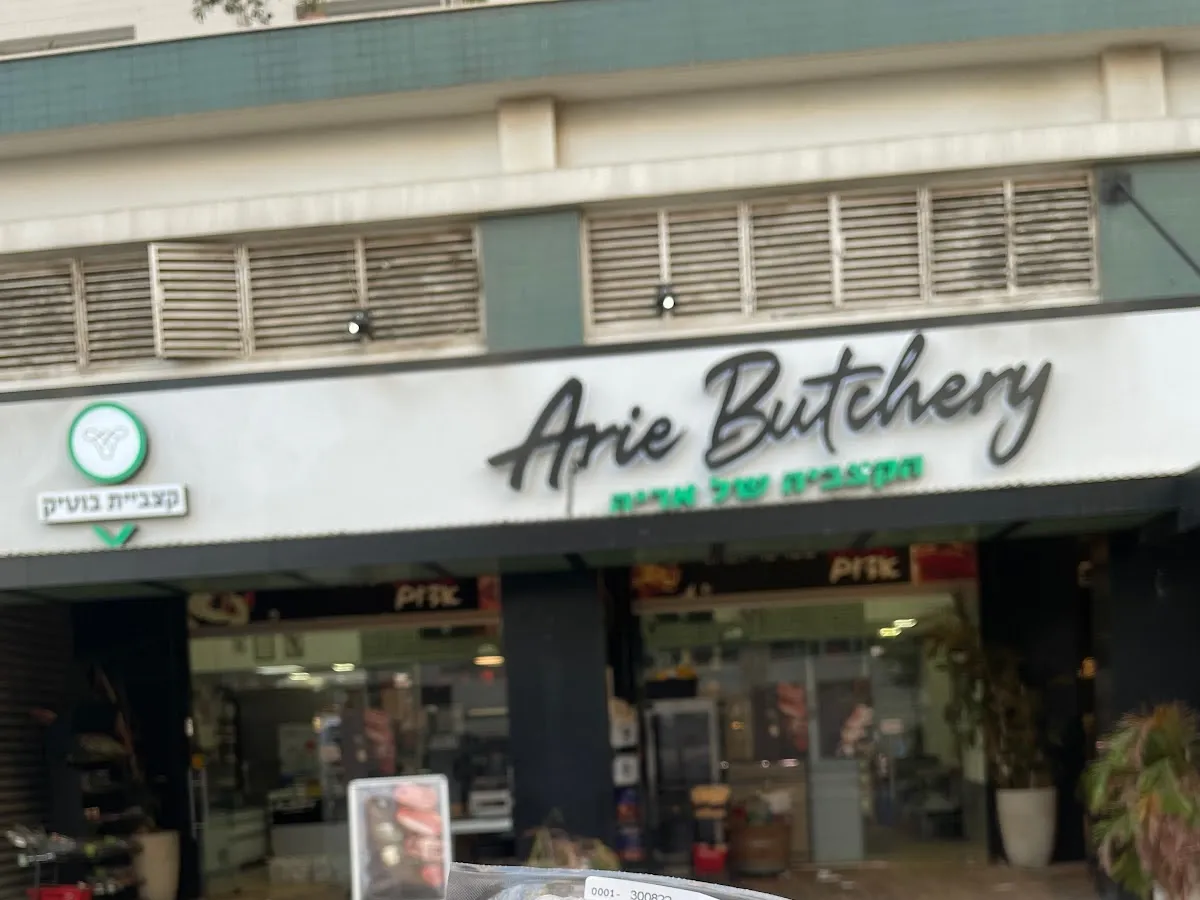 Arie Butchery
הקצביה של אריה
קצביית בוטיק
0001- 300822